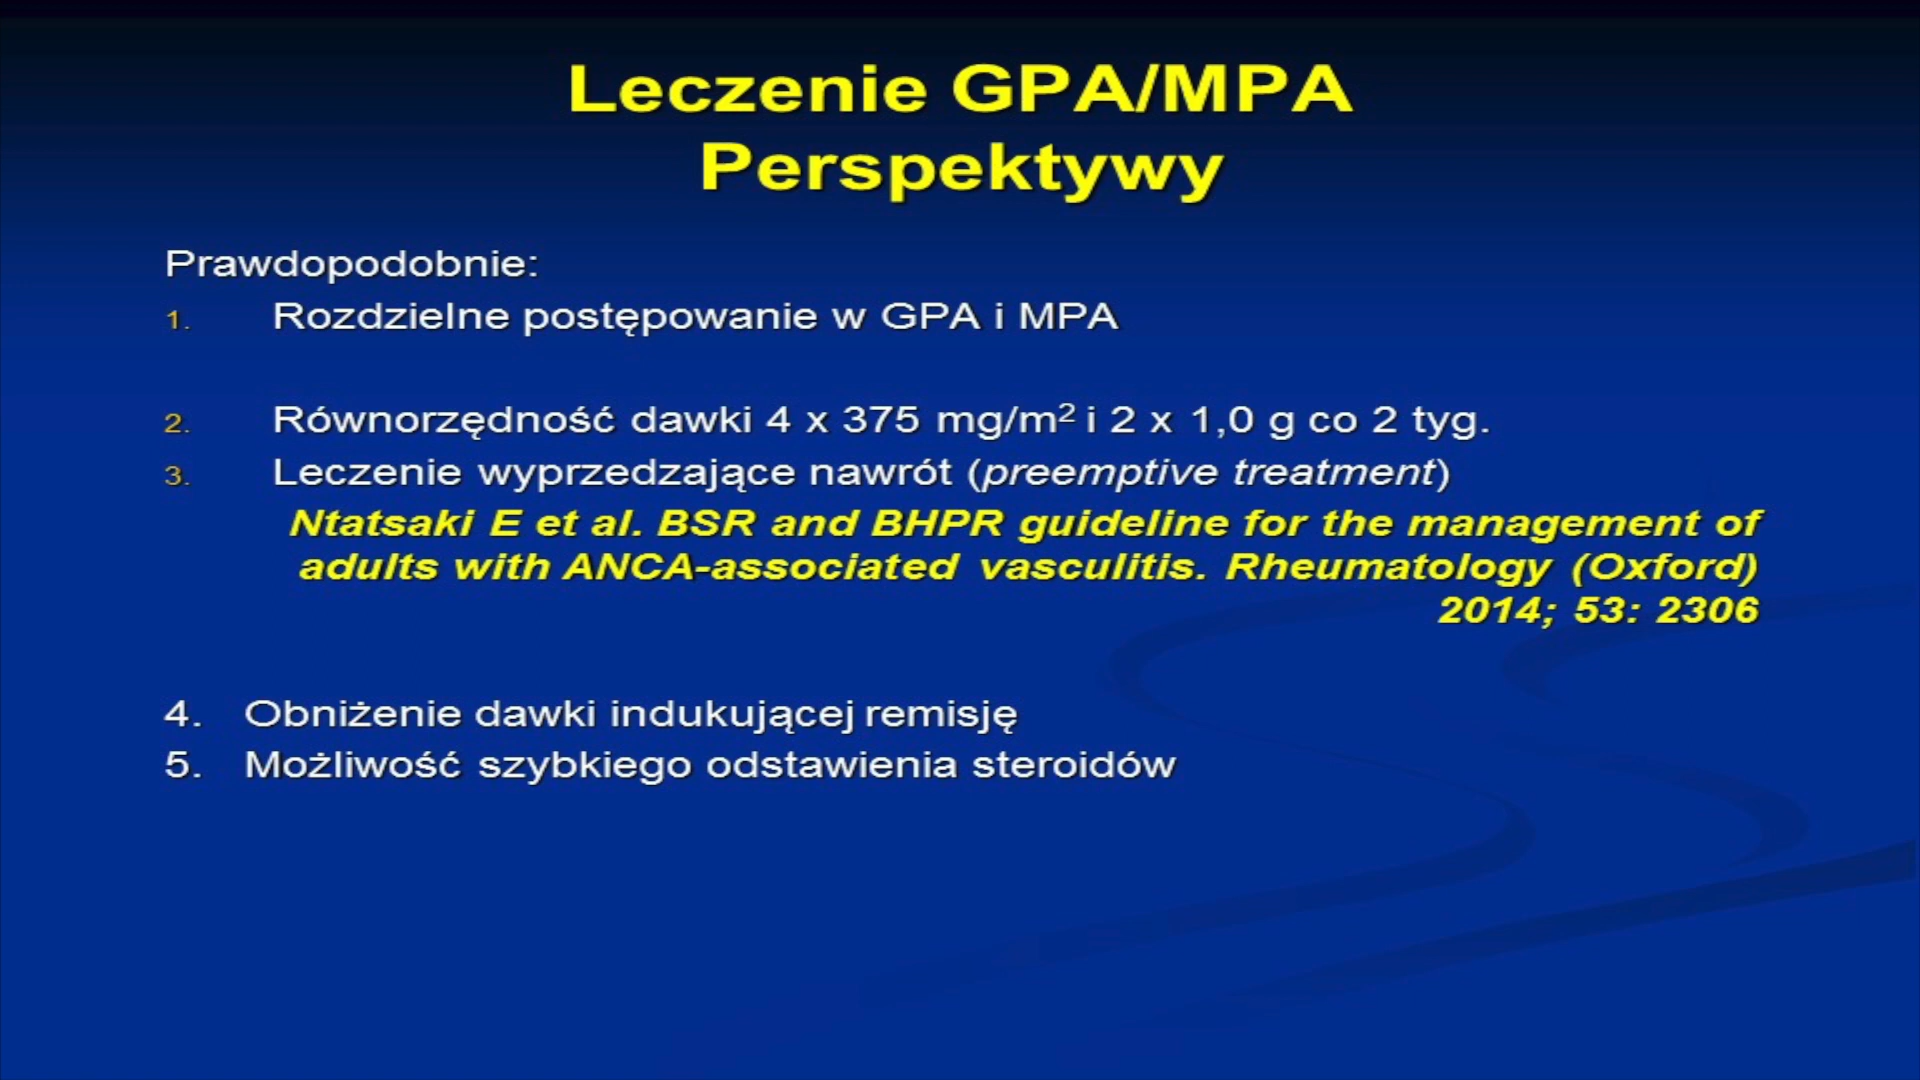 Leczenie GPA/MPA
Perspektywy
Prawdopodobnie:
1. Rozdzielne postępowanie w GPA i MPA
2. Równorzędność dawki 4 x 375 mg/m² i 2 x 1,0 g co 2 tyg.
3. Leczenie wyprzedzające nawrót (preemptive treatment)
Ntatsaki E et al. BSR and BHPR guideline for the management of
adults with ANCA-associated vasculitis. Rheumatology (Oxford)
2014; 53: 2306
4. Obniżenie dawki indukującej remisję
5. Możliwość szybkiego odstawienia steroidów